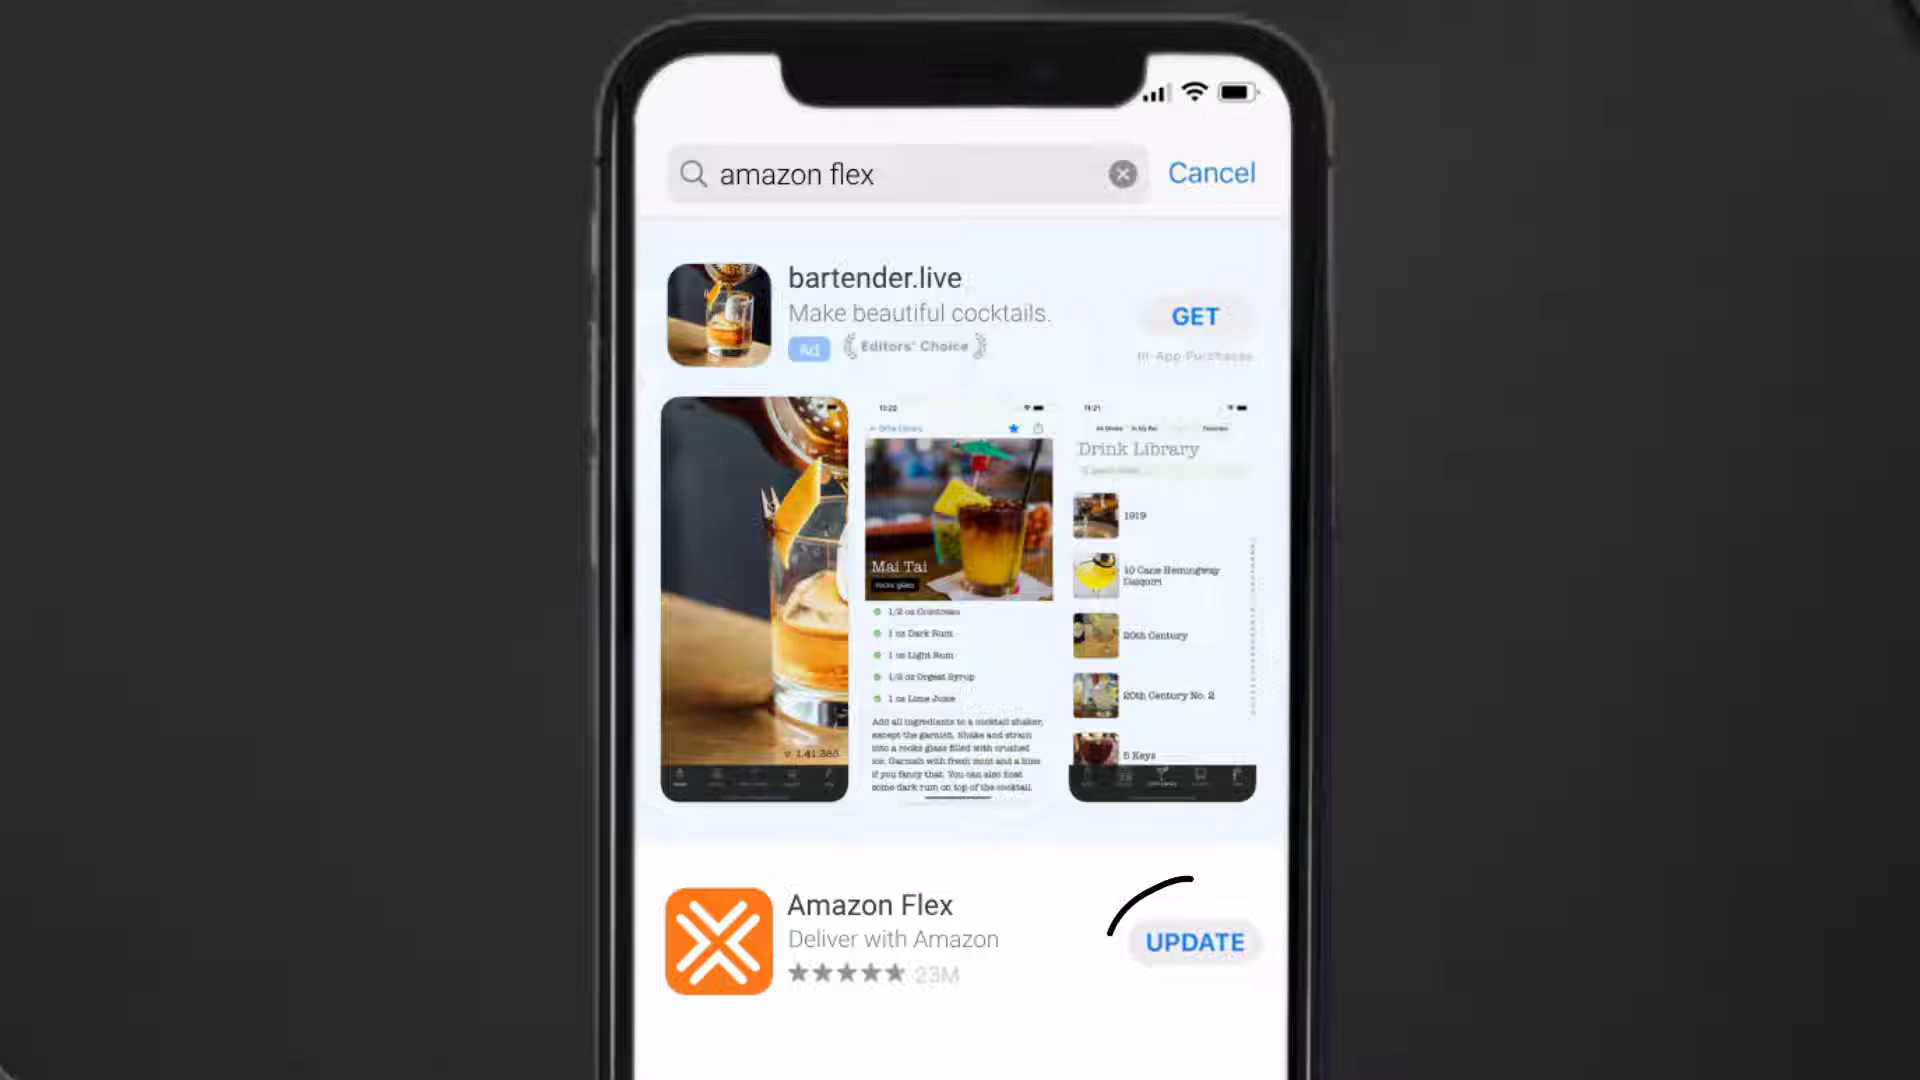 amazon flex
Cancel
bartender.live
Make beautiful cocktails.
GET
Ad
Editors' Choice
In-App Purchases
11:22
11:21
Drink Library
Mai Tai
rocks glass
1919
10 Cane Hemingway
Daiquiri
1/2 oz Cointreau
1 oz Dark Rum
20th Century
1 oz Light Rum
1/2 oz Orgeat Syrup
1 oz Lime Juice
20th Century No. 2
Add all ingredients to a cocktail shaker,
except the garnish. Shake and strain
into a rocks glass filled with crushed
ice. Garnish with fresh mint and a lime
if you fancy that. You can also float
some dark rum on top of the cocktail.
5 Keys
Amazon Flex
Deliver with Amazon
23M
UPDATE